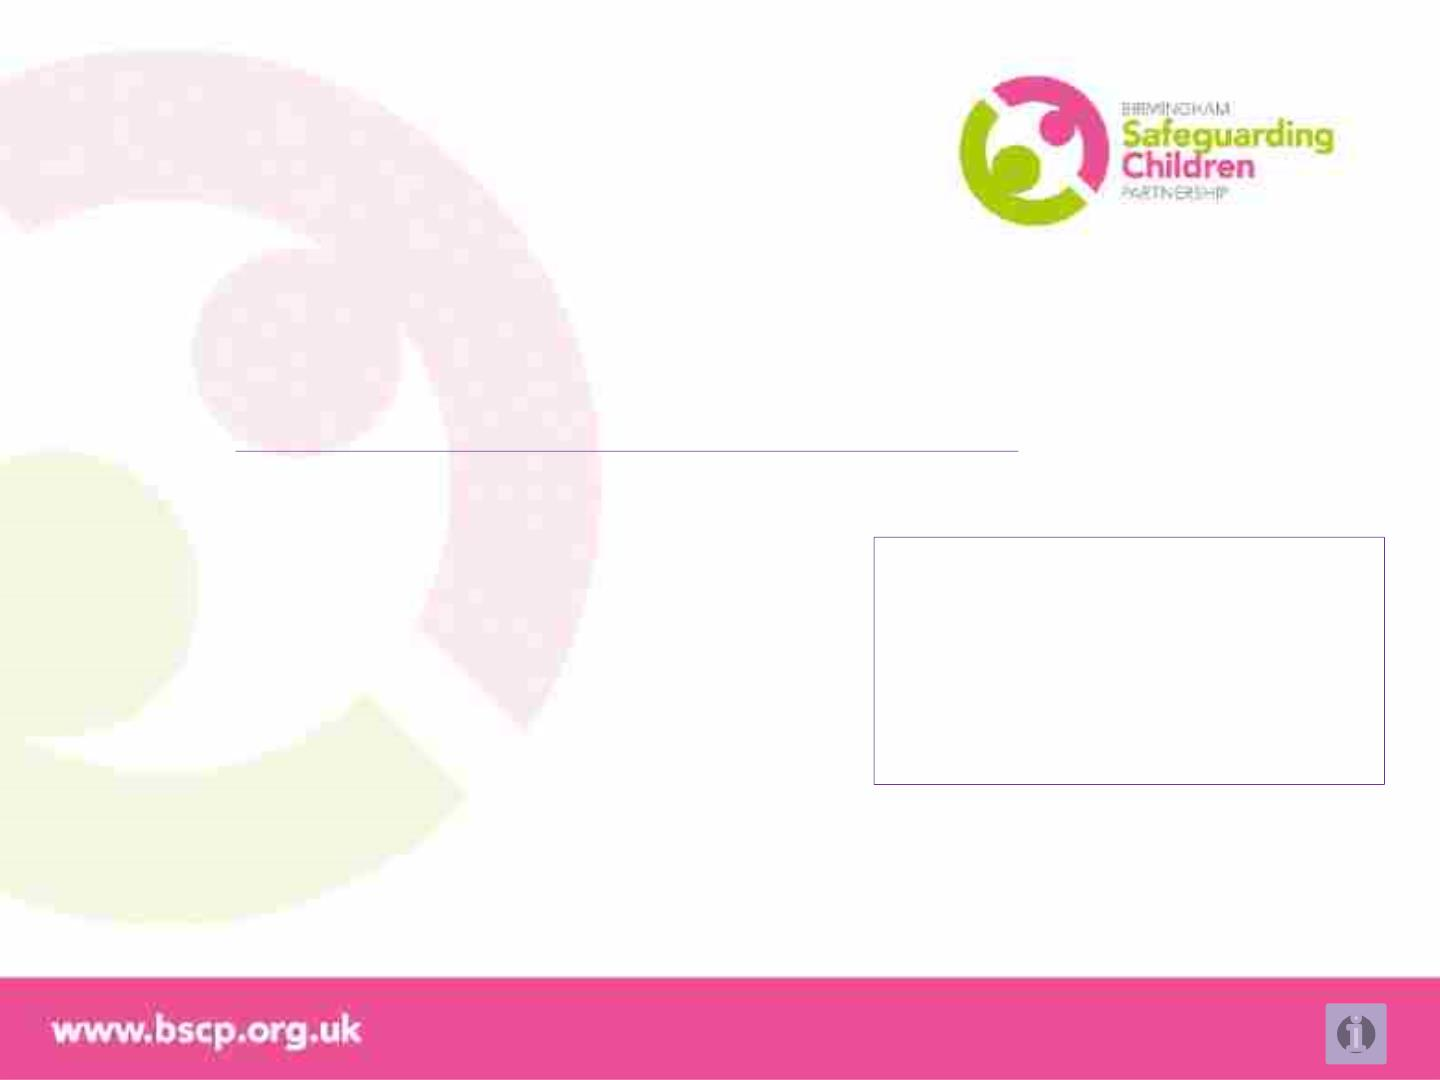 BIRMINGHAM
Safeguarding
Children
PARTNERSHIP
www.bscp.org.uk
i